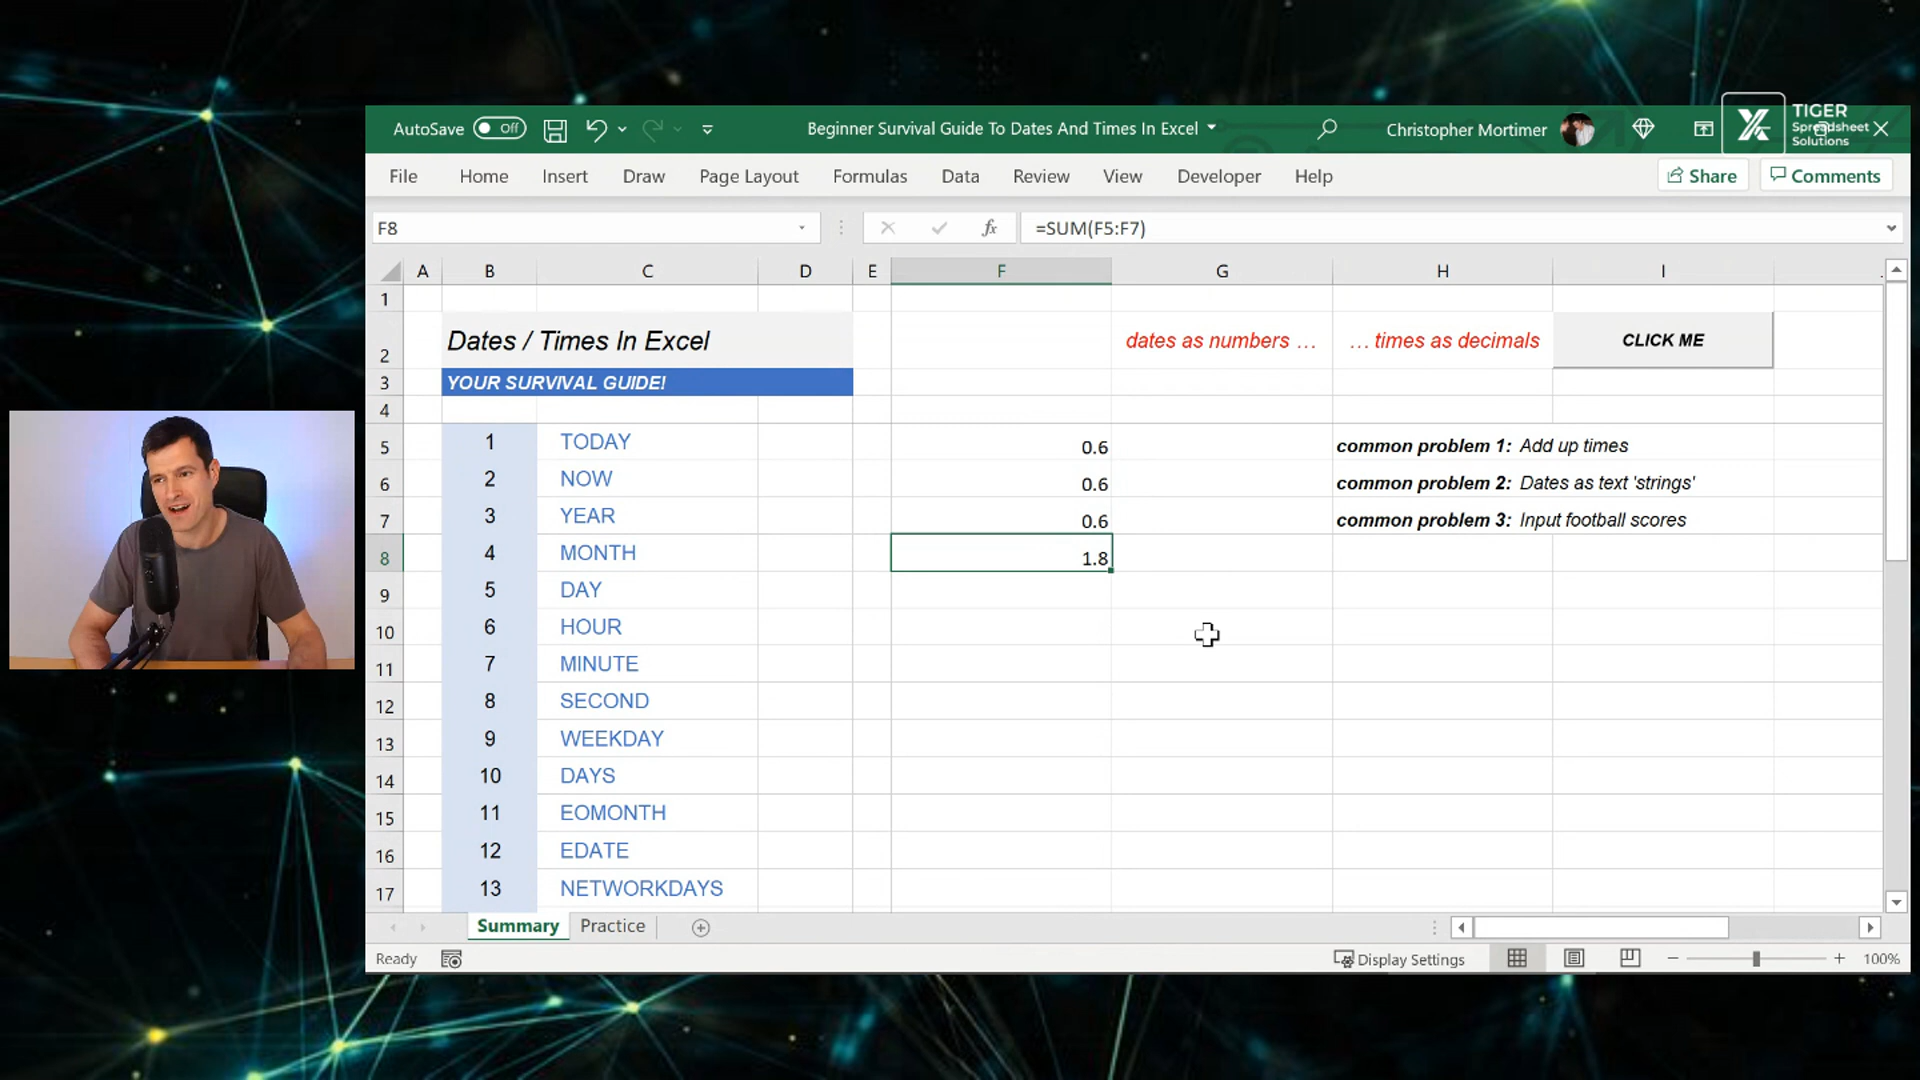 TIGER
Spreadsheet
Solutions
AutoSave Off
Beginner Survival Guide To Dates And Times In Excel
Christopher Mortimer
File Home Insert Draw Page Layout Formulas Data Review View Developer Help
Share Comments
F8
fx =SUM(F5:F7)
A B C D E F G H I
1
2 Dates / Times In Excel dates as numbers … … times as decimals CLICK ME
3 YOUR SURVIVAL GUIDE!
4
5 1 TODAY 0.6 common problem 1: Add up times
6 2 NOW 0.6 common problem 2: Dates as text 'strings'
7 3 YEAR 0.6 common problem 3: Input football scores
8 4 MONTH 1.8
9 5 DAY
10 6 HOUR
11 7 MINUTE
12 8 SECOND
13 9 WEEKDAY
14 10 DAYS
15 11 EOMONTH
16 12 EDATE
17 13 NETWORKDAYS
Summary Practice
Ready Display Settings 100%